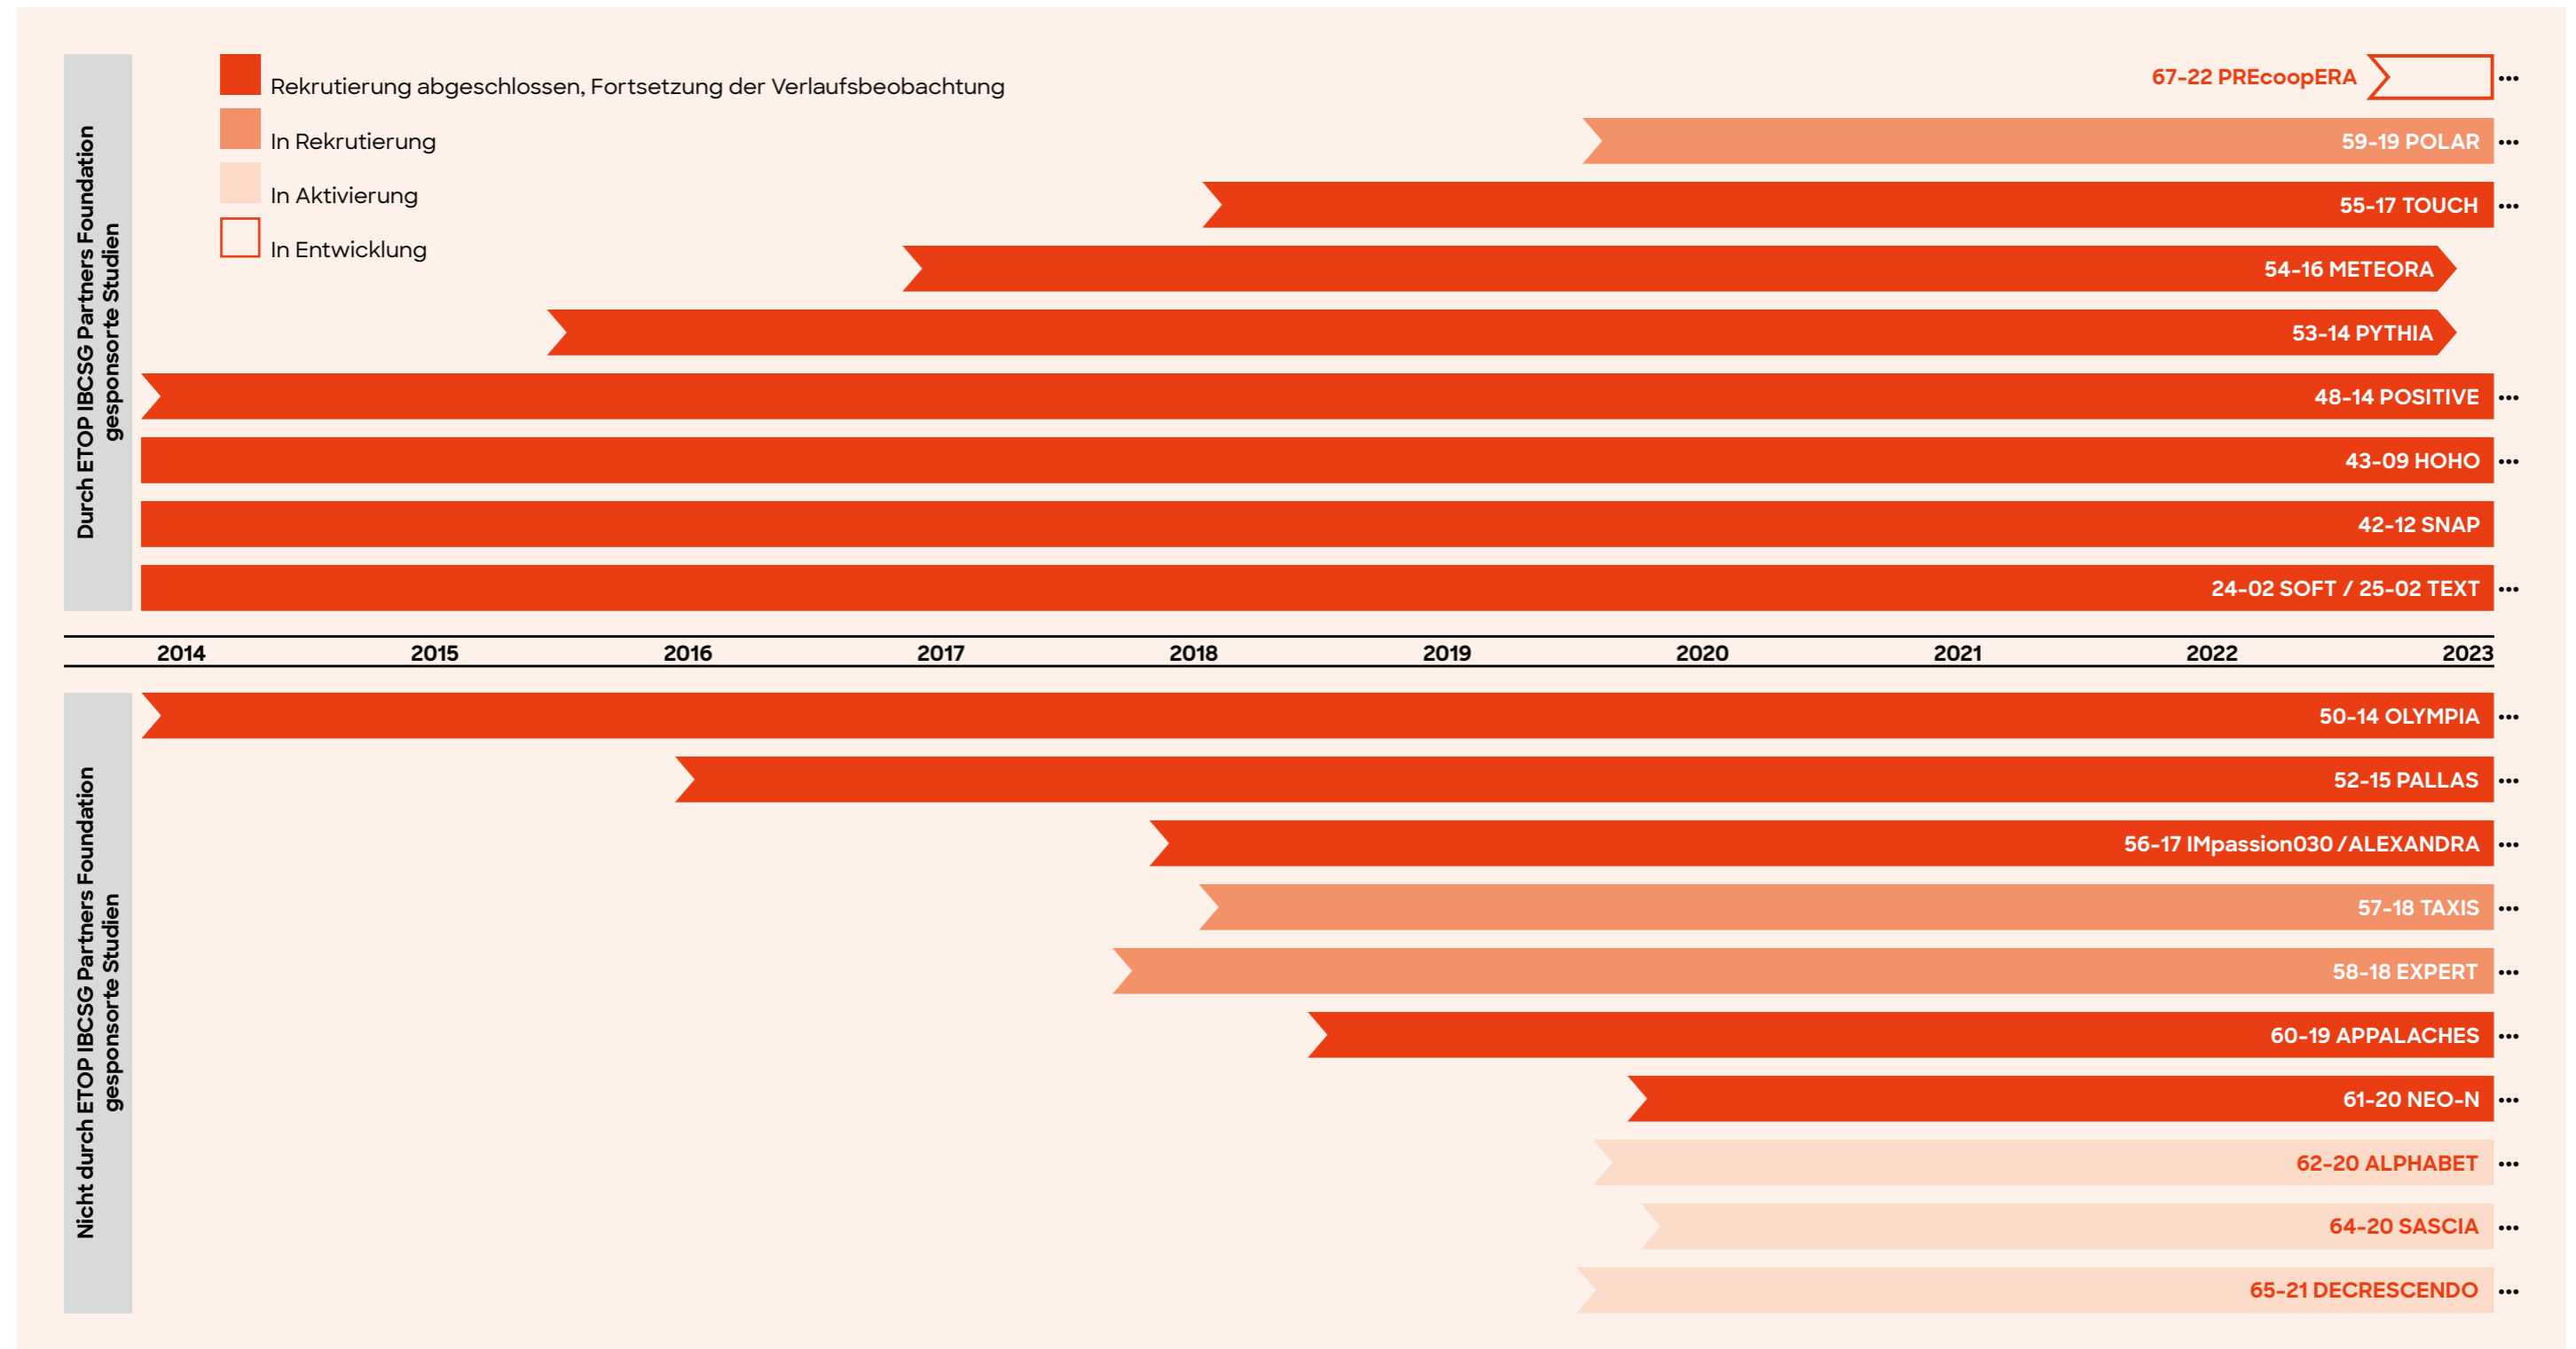 Durch ETOP IBCSG Partners Foundation
gesponsorte Studien
Rekrutierung abgeschlossen, Fortsetzung der Verlaufsbeobachtung
In Rekrutierung
In Aktivierung
In Entwicklung
67-22 PREcoopERA ...
59-19 POLAR ...
55-17 TOUCH ...
54-16 METEORA
53-14 PYTHIA
48-14 POSITIVE ...
43-09 HOHO ...
42-12 SNAP
24-02 SOFT / 25-02 TEXT ...
2014 2015 2016 2017 2018 2019 2020 2021 2022 2023
Nicht durch ETOP IBCSG Partners Foundation
gesponsorte Studien
50-14 OLYMPIA ...
52-15 PALLAS ...
56-17 IMpassion030 /ALEXANDRA ...
57-18 TAXIS ...
58-18 EXPERT ...
60-19 APPALACHES ...
61-20 NEO-N ...
62-20 ALPHABET ...
64-20 SASCIA ...
65-21 DECRESCENDO ...